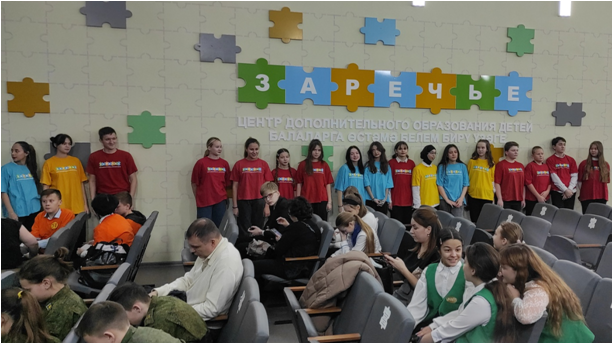 ЗАРЕЧЬЕ
ЦЕНТР ДОПОЛНИТЕЛЬНОГО ОБРАЗОВАНИЯ ДЕТЕЙ
БАЛАЛАРГА ӨСТӘМӘ БЕЛЕМ БИРҮ ҮЗӘГЕ